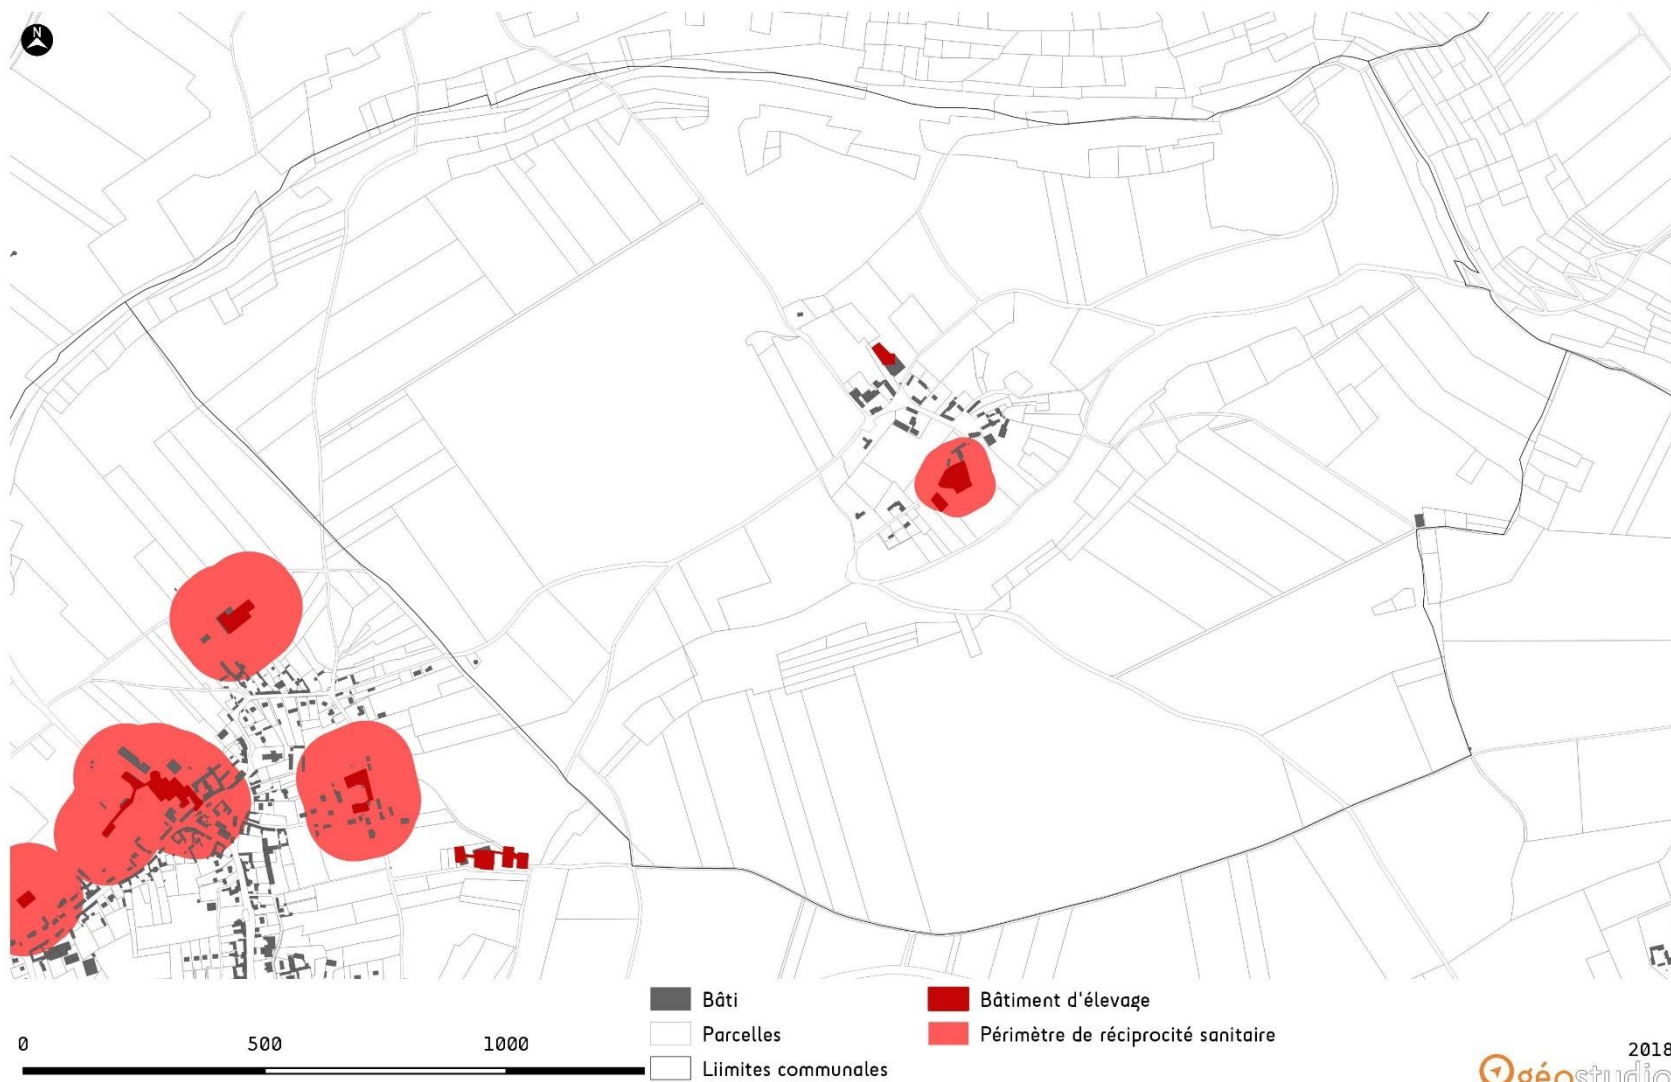 N
Bâti
Bâtiment d'élevage
Parcelles
Périmètre de réciprocité sanitaire
Liimites communales
0 500 1000
2018
géostudio